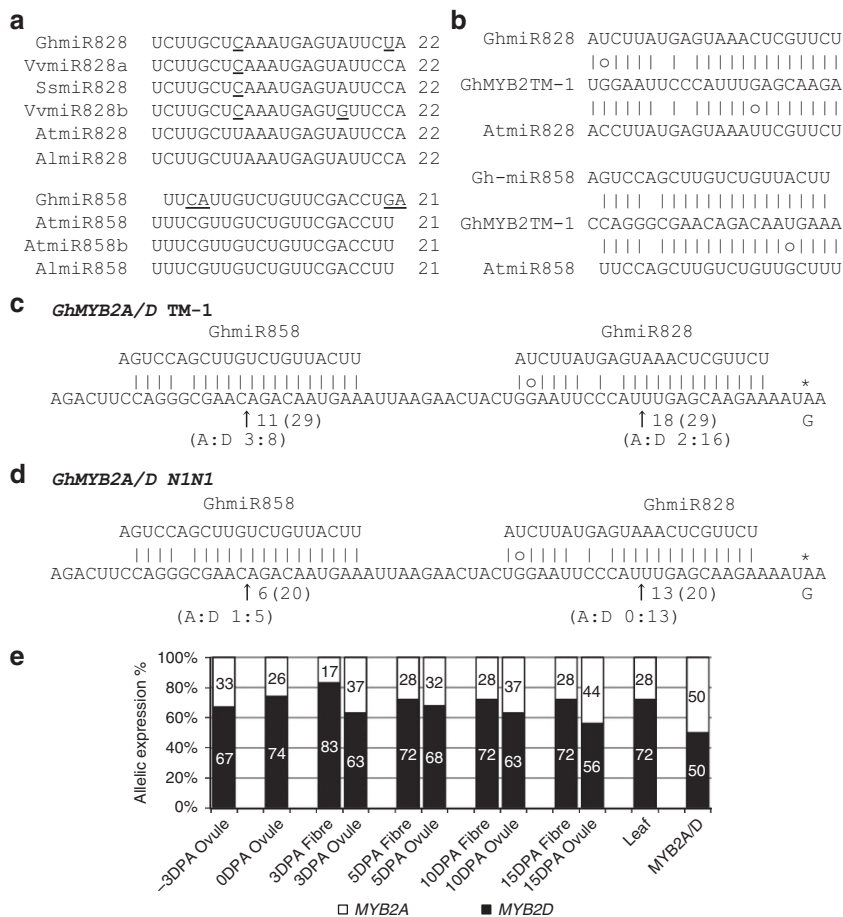 a
GhmiR828 UCUUGCUCAAAUGAGUAUUCUA 22
VvmiR828a UCUUGCUCAAAUGAGUAUUCCA 22
SsmiR828 UCUUGCUCAAAUGAGUAUUCCA 22
VvmiR828b UCUUGCUCAAAUGAGUGUUCCA 22
AtmiR828 UCUUGCUUAAAUGAGUAUUCCA 22
AlmiR828 UCUUGCUUAAAUGAGUAUUCCA 22
GhmiR858 UUCAUUGUCUGUUCGACCUGA 21
AtmiR858 UUUCGUUGUCUGUUCGACCUU 21
AtmiR858b UUUCGUUGUCUGUUCGACCUU 21
AlmiR858 UUUCGUUGUCUGUUCGACCUU 21
b
GhmiR828 AUCUUAUGAGUAAACUCGUUCU
GhMYB2TM-1 UGGAAUUCCCAUUUGAGCAAGA
AtmiR828 ACCUUAUGAGUAAAUUCGUUCU
Gh-miR858 AGUCCAGCUUGUCUGUUACUU
GhMYB2TM-1 CCAGGGCGAACAGACAAUGAAA
AtmiR858 UUCCAGCUUGUCUGUUGCUUU
c GhMYB2A/D TM-1
GhmiR858 GhmiR828
AGUCCAGCUUGUCUGUUACUU AUCUUAUGAGUAAACUCGUUCU
*
AGACUUCCAGGGCGAACAGACAAUGAAAUUAAGAACUACUGGAAUUCCCAUUUGAGCAAGAAAAUAA
↑ 11(29) ↑ 18(29) G
(A:D 3:8) (A:D 2:16)
d GhMYB2A/D N1N1
GhmiR858 GhmiR828
AGUCCAGCUUGUCUGUUACUU AUCUUAUGAGUAAACUCGUUCU
*
AGACUUCCAGGGCGAACAGACAAUGAAAUUAAGAACUACUGGAAUUCCCAUUUGAGCAAGAAAAUAA
↑ 6(20) ↑ 13(20) G
(A:D 1:5) (A:D 0:13)
e
Allelic expression %
100%
80%
60%
40%
20%
0%
33 26 17 37 28 32 28 37 28 44 28 50
67 74 83 63 72 68 72 63 72 56 72 50
–3DPA Ovule
0DPA Ovule
3DPA Fibre
3DPA Ovule
5DPA Fibre
5DPA Ovule
10DPA Fibre
10DPA Ovule
15DPA Fibre
15DPA Ovule
Leaf
MYB2A/D
MYB2A MYB2D